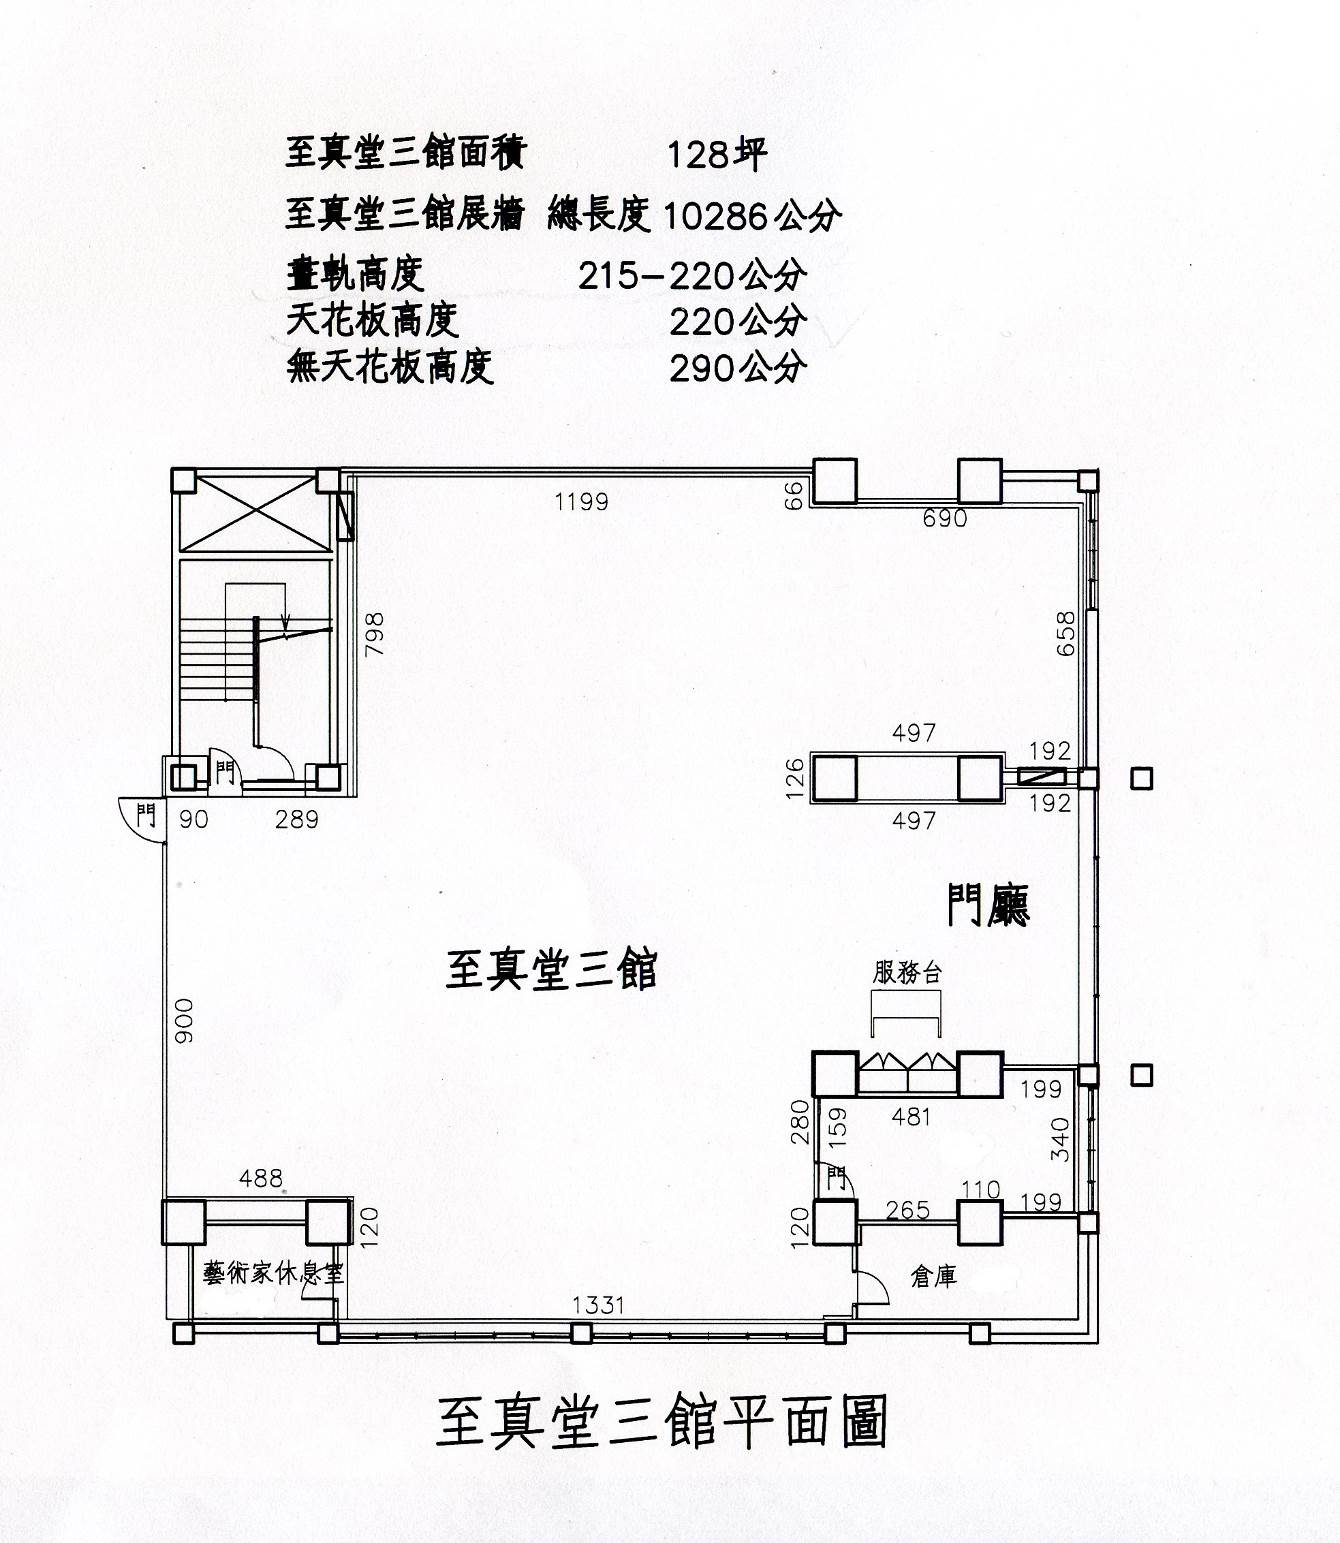 至真堂三館面積 128坪
至真堂三館展牆 總長度 10286公分
畫軌高度 215-220公分
天花板高度 220公分
無天花板高度 290公分
1199
66
690
798
658
497
192
126
門
門
90
289
497
192
門廳
至真堂三館
服務台
900
199
280
159
481
340
488
門
110
199
265
120
120
藝術家休息室
倉庫
1331
至真堂三館平面圖